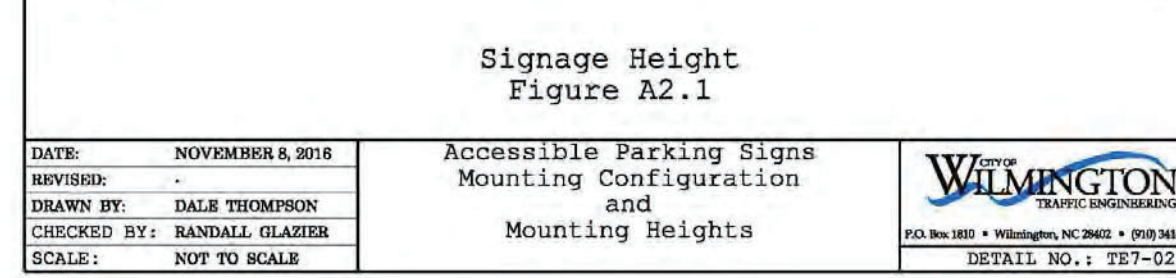 Signage Height
Figure A2.1
DATE: NOVEMBER 8, 2016
REVISED: -
DRAWN BY: DALE THOMPSON
CHECKED BY: RANDALL GLAZIER
SCALE: NOT TO SCALE
Accessible Parking Signs
Mounting Configuration
and
Mounting Heights
CITY OF
WILMINGTON
TRAFFIC ENGINEERING
P.O. Box 1810 • Wilmington, NC 28402 • (910) 341
DETAIL NO.: TE7-02